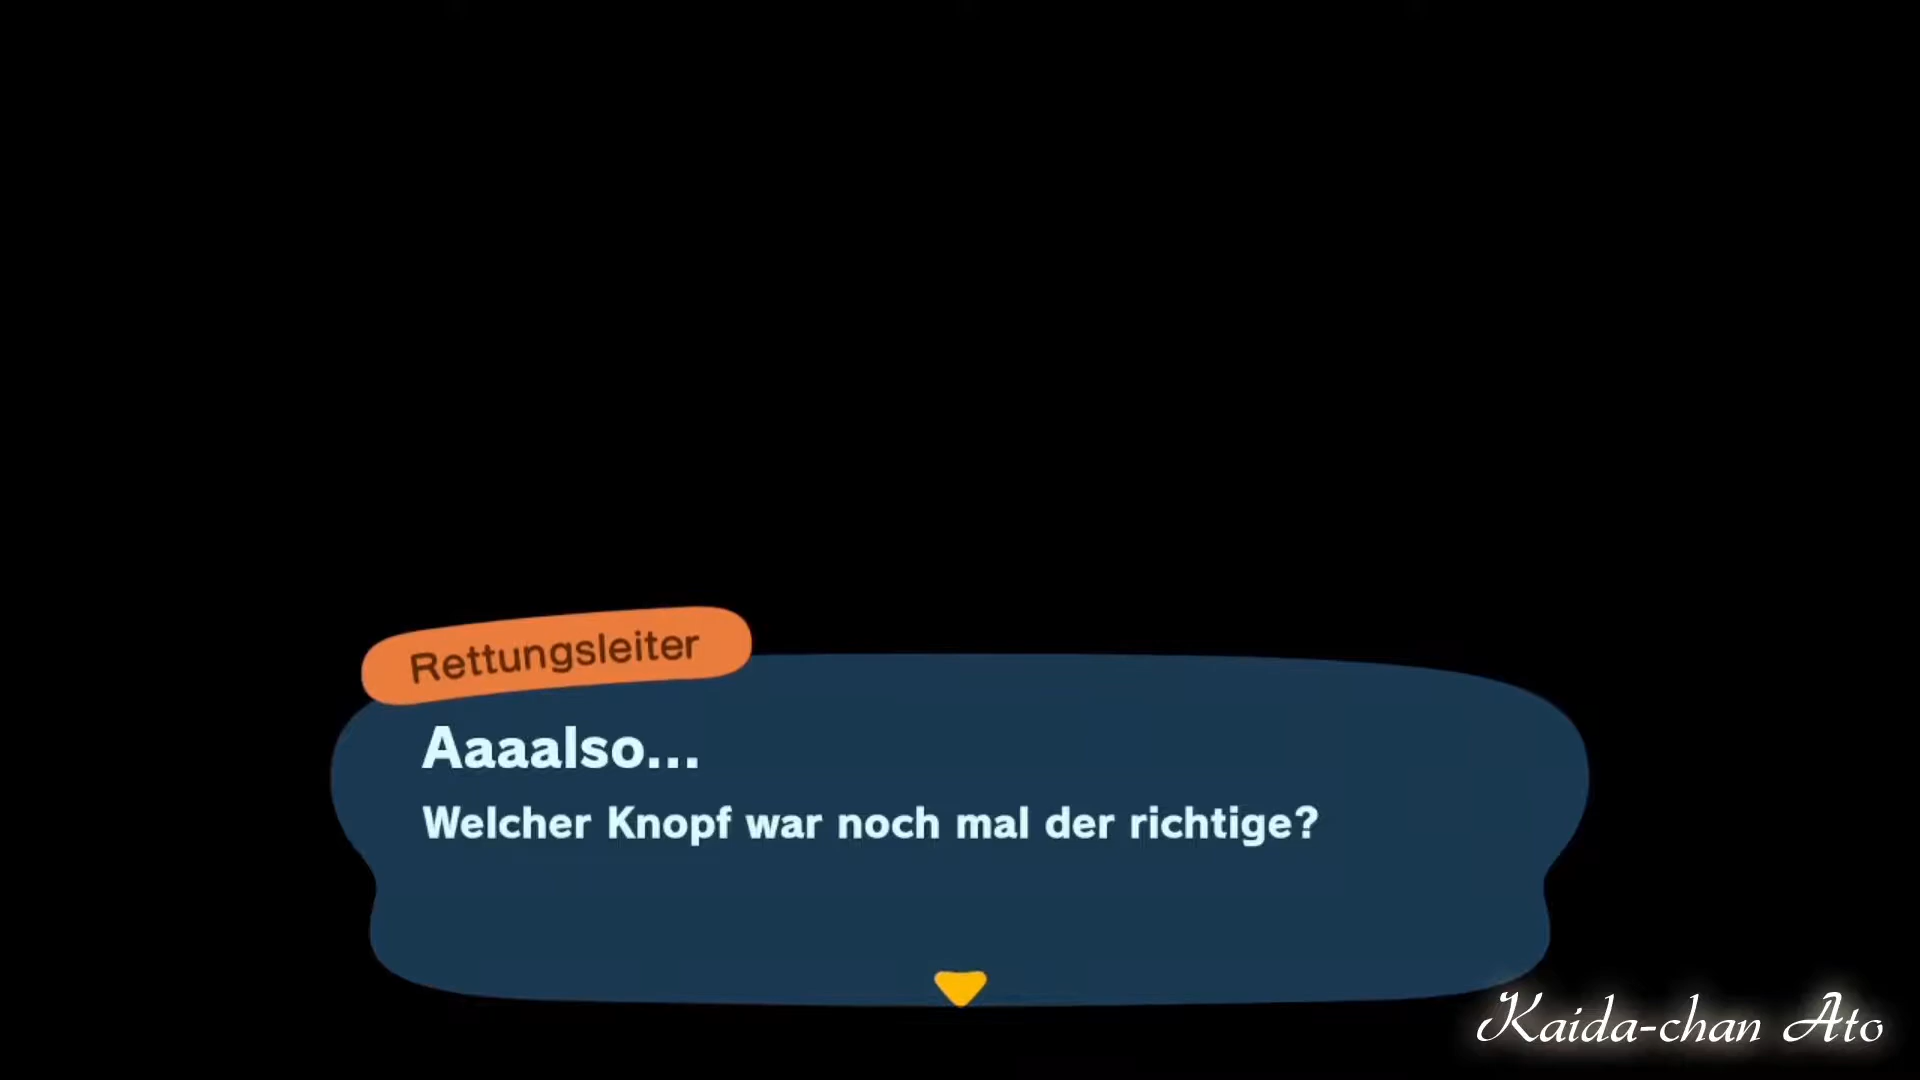 Rettungsleiter
Aaaalso...
Welcher Knopf war noch mal der richtige?
Kaida-chan Ato